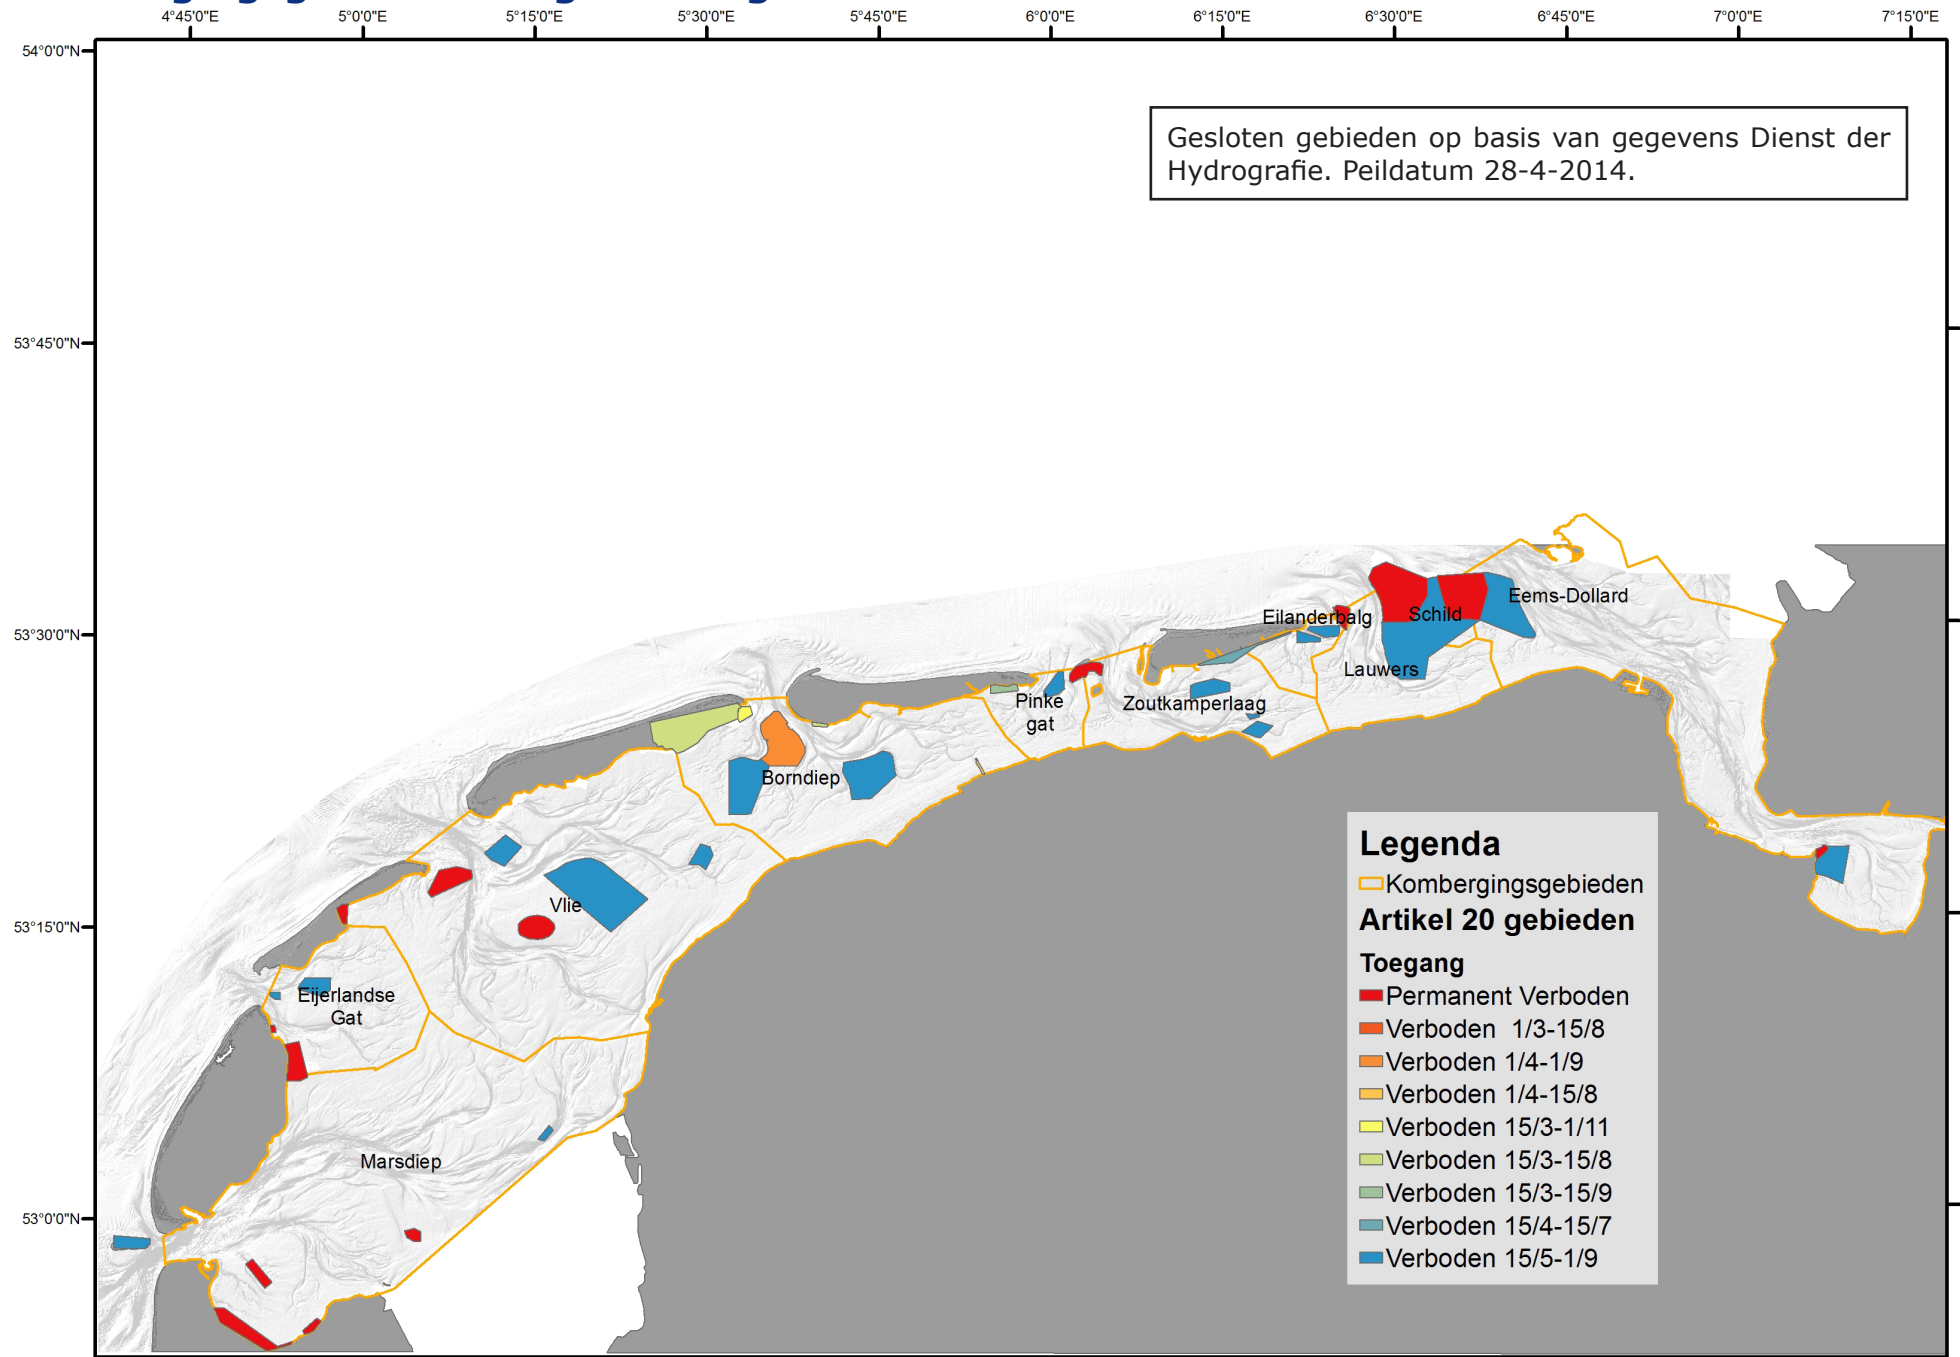 4°45'0"E 5°0'0"E 5°15'0"E 5°30'0"E 5°45'0"E 6°0'0"E 6°15'0"E 6°30'0"E 6°45'0"E 7°0'0"E 7°15'0"E
54°0'0"N
Gesloten gebieden op basis van gegevens Dienst der
Hydrografie. Peildatum 28-4-2014.
53°45'0"N
53°30'0"N
Eems-Dollard
Eilanderbalg
Schild
Lauwers
Pinke
gat
Zoutkamperlaag
Borndiep
Vlie
53°15'0"N
Eijerlandse
Gat
Marsdiep
53°0'0"N
Legenda
Kombergingsgebieden
Artikel 20 gebieden
Toegang
Permanent Verboden
Verboden 1/3-15/8
Verboden 1/4-1/9
Verboden 1/4-15/8
Verboden 15/3-1/11
Verboden 15/3-15/8
Verboden 15/3-15/9
Verboden 15/4-15/7
Verboden 15/5-1/9